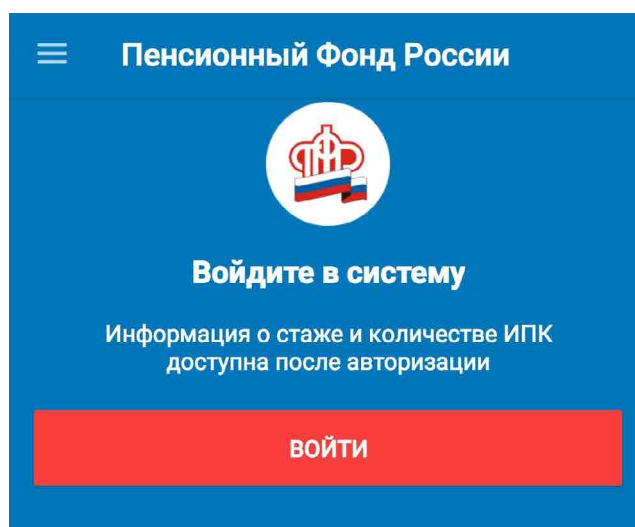 Пенсионный Фонд России
Войдите в систему
Информация о стаже и количестве ИПК
доступна после авторизации
ВОЙТИ